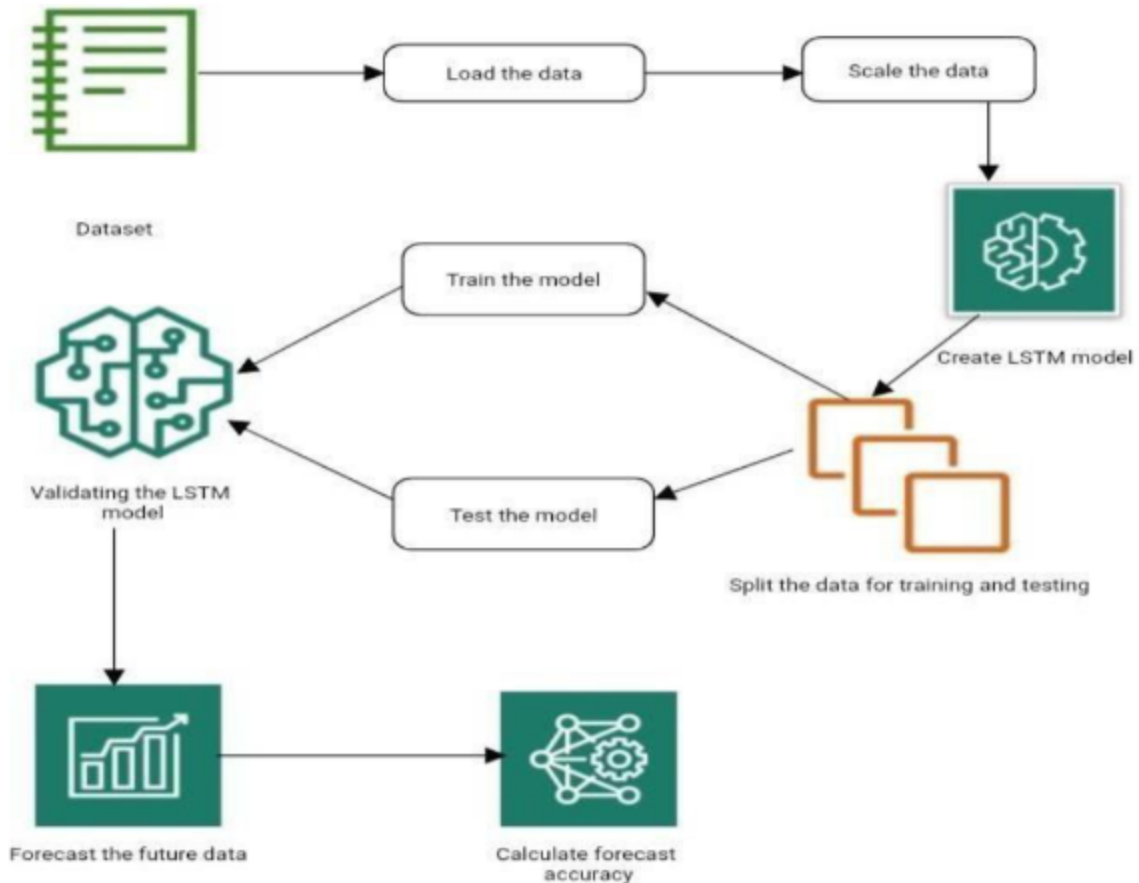 Load the data
Scale the data
Dataset
Train the model
Create LSTM model
Validating the LSTM
model
Test the model
Split the data for training and testing
Forecast the future data
Calculate forecast
accuracy